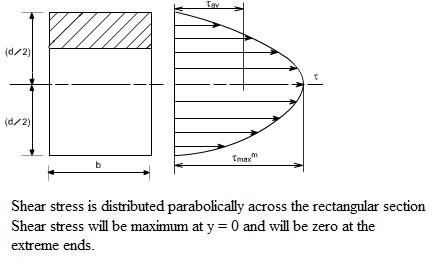 τav
(d/2)
τ
(d/2)
τmaxᵐ
b
Shear stress is distributed parabolically across the rectangular section
Shear stress will be maximum at y = 0 and will be zero at the
extreme ends.